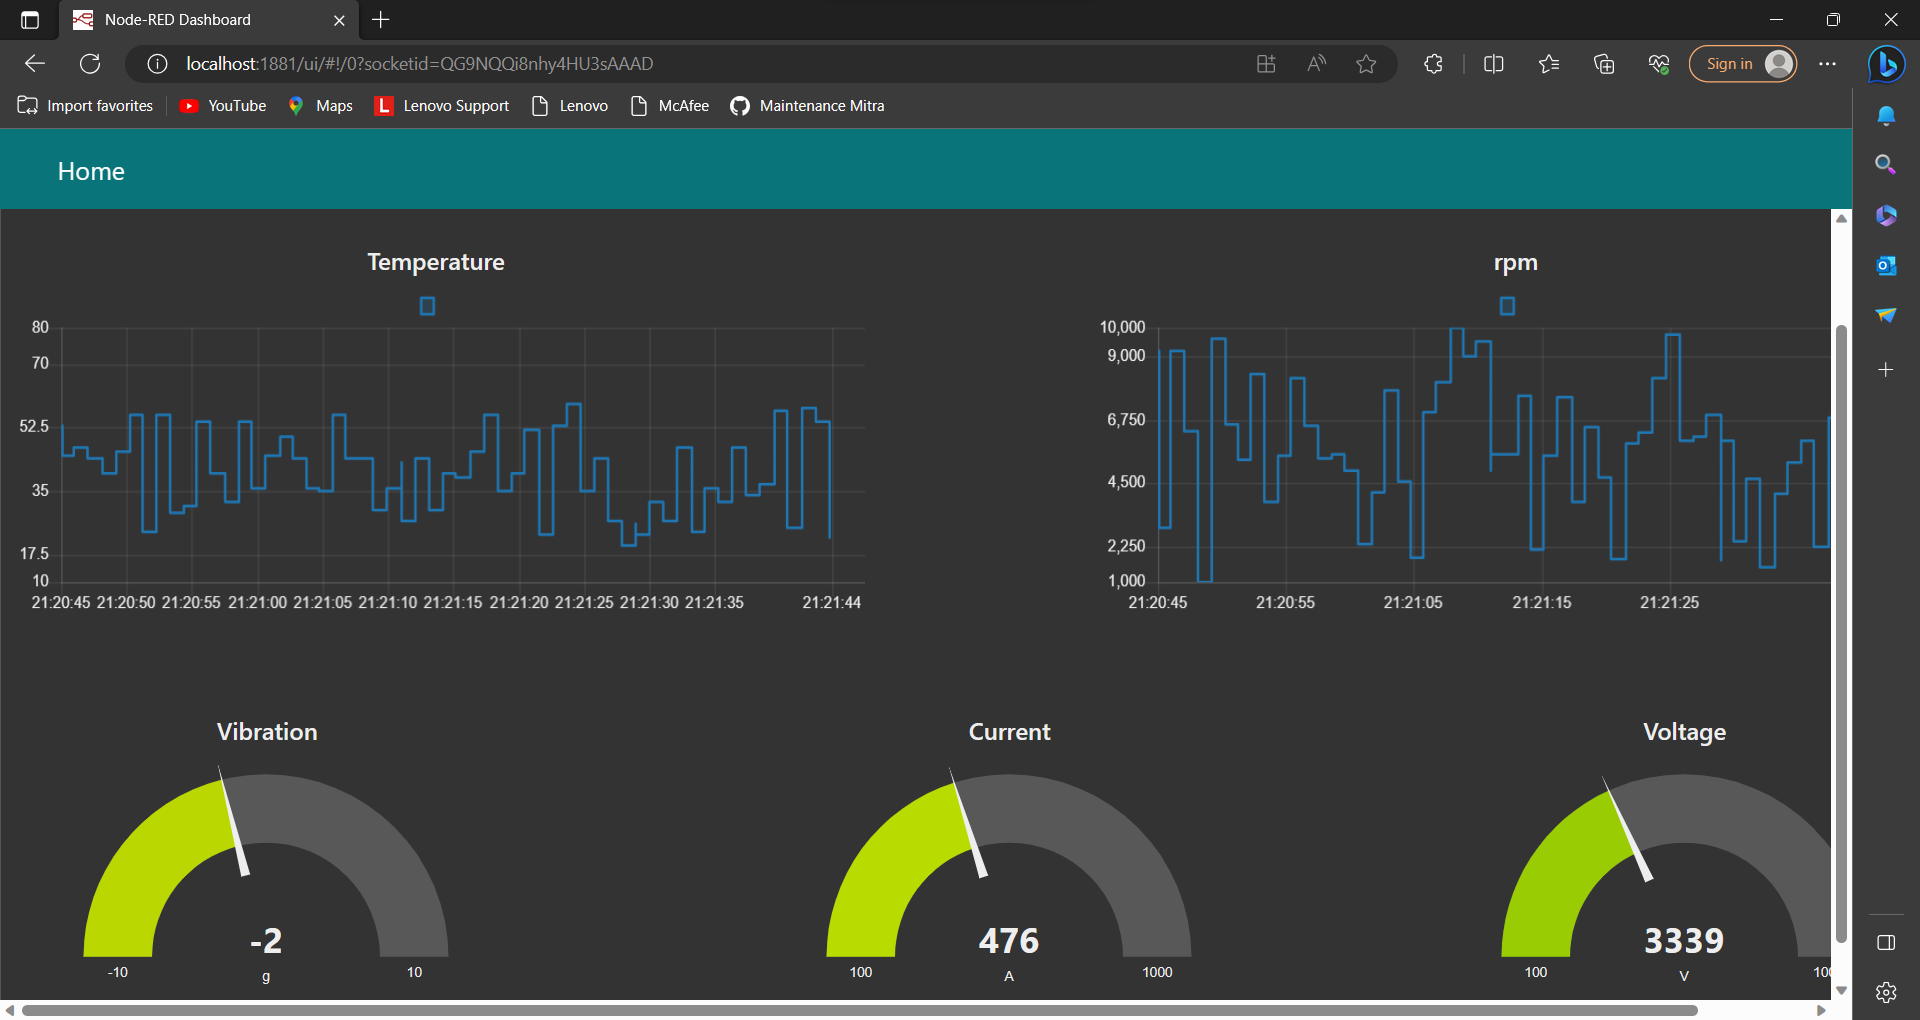 Node-RED Dashboard
localhost:1881/ui/#!/0?socketid=QG9NQQi8nhy4HU3sAAAD
Sign in
Import favorites
YouTube
Maps
Lenovo Support
Lenovo
McAfee
Maintenance Mitra
Home
Temperature
80
70
52.5
35
17.5
10
21:20:45 21:20:50 21:20:55 21:21:00 21:21:05 21:21:10 21:21:15 21:21:20 21:21:25 21:21:30 21:21:35 21:21:44
rpm
10,000
9,000
6,750
4,500
2,250
1,000
21:20:45 21:20:55 21:21:05 21:21:15 21:21:25
Vibration
-2
-10 10
g
Current
476
100 1000
A
Voltage
3339
100
V